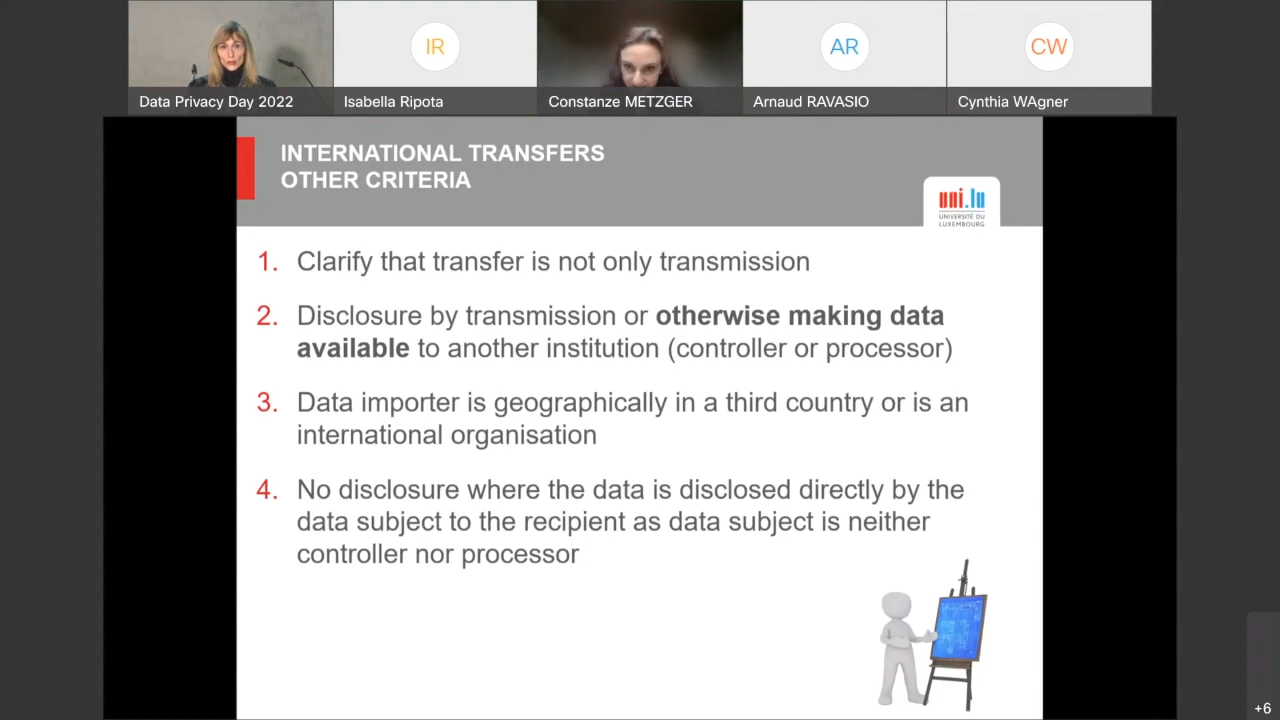 IR
AR
CW
Data Privacy Day 2022
Isabella Ripota
Constanze METZGER
Arnaud RAVASIO
Cynthia WAgner
INTERNATIONAL TRANSFERS
OTHER CRITERIA
uni.lu
UNIVERSITÉ DU
LUXEMBOURG
1. Clarify that transfer is not only transmission
2. Disclosure by transmission or otherwise making data
available to another institution (controller or processor)
3. Data importer is geographically in a third country or is an
international organisation
4. No disclosure where the data is disclosed directly by the
data subject to the recipient as data subject is neither
controller nor processor
+6